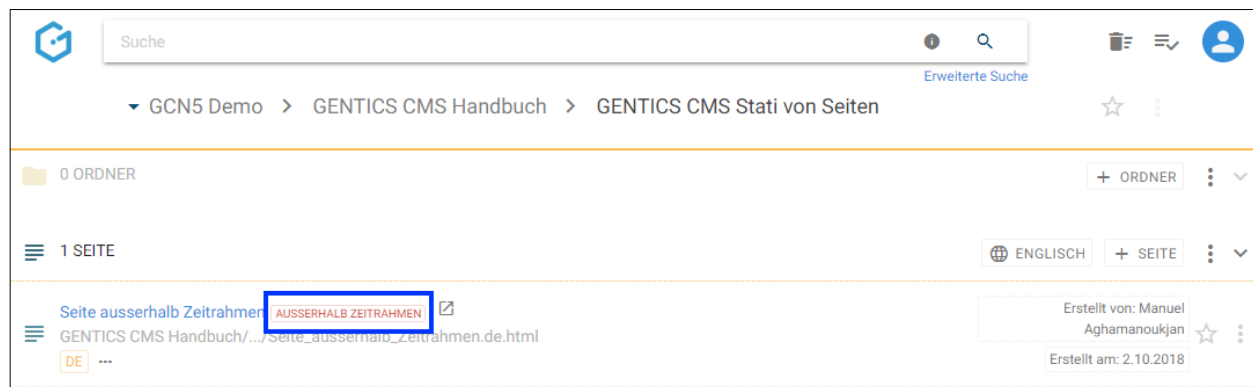 Suche
Erweiterte Suche
GCN5 Demo > GENTICS CMS Handbuch > GENTICS CMS Stati von Seiten
0 ORDNER + ORDNER
1 SEITE ENGLISCH + SEITE
Seite ausserhalb Zeitrahmen AUSSERHALB ZEITRAHMEN Erstellt von: Manuel
GENTICS CMS Handbuch/.../Seite_ausserhalb_Zeitrahmen.de.html Aghamanoukjan
DE ••• Erstellt am: 2.10.2018